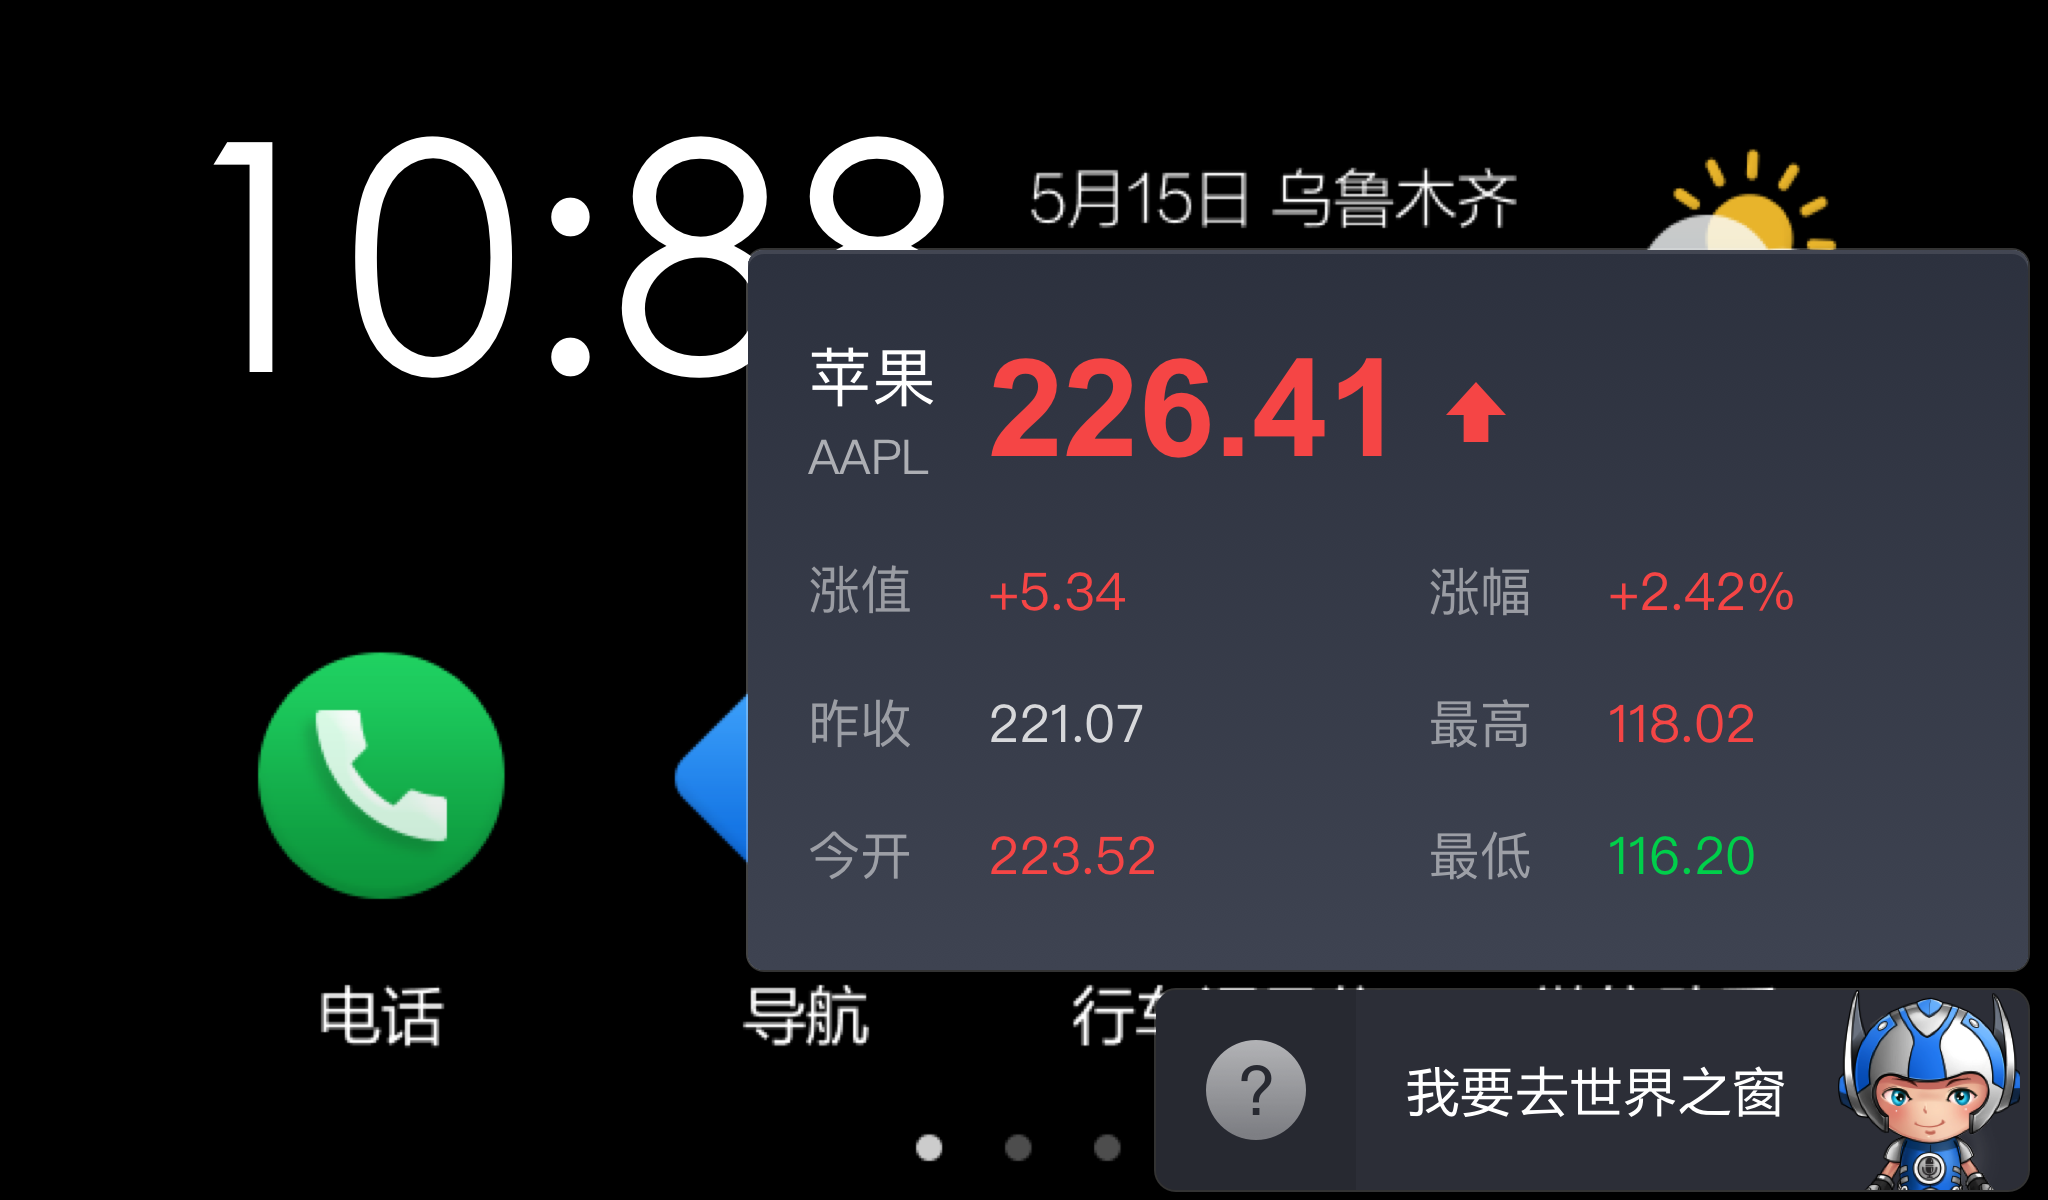 10:88
5月15日 乌鲁木齐
苹果 226.41
AAPL
涨值 +5.34 涨幅 +2.42%
昨收 221.07 最高 118.02
今开 223.52 最低 116.20
电话 导航 行车
? 我要去世界之窗